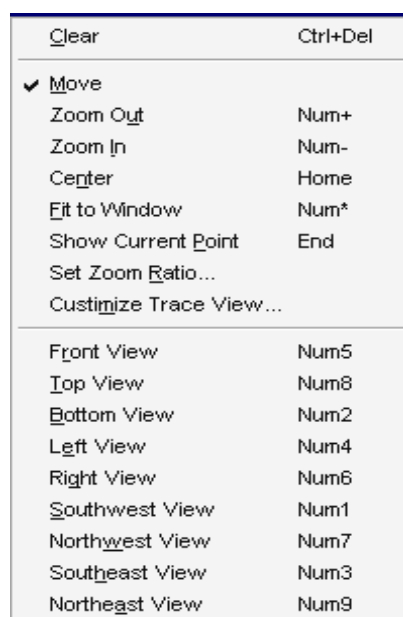 Clear Ctrl+Del
Move
Zoom Out Num+
Zoom In Num-
Center Home
Fit to Window Num*
Show Current Point End
Set Zoom Ratio...
Custimize Trace View...
Front View Num5
Top View Num8
Bottom View Num2
Left View Num4
Right View Num6
Southwest View Num1
Northwest View Num7
Southeast View Num3
Northeast View Num9